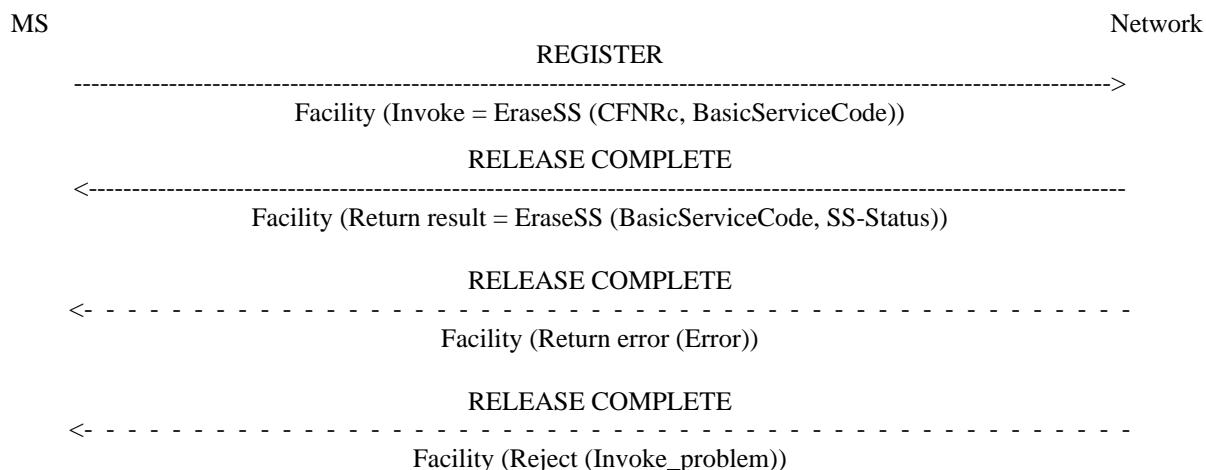 MS Network
REGISTER
Facility (Invoke = EraseSS (CFNRc, BasicServiceCode))
RELEASE COMPLETE
Facility (Return result = EraseSS (BasicServiceCode, SS-Status))
RELEASE COMPLETE
Facility (Return error (Error))
RELEASE COMPLETE
Facility (Reject (Invoke_problem))